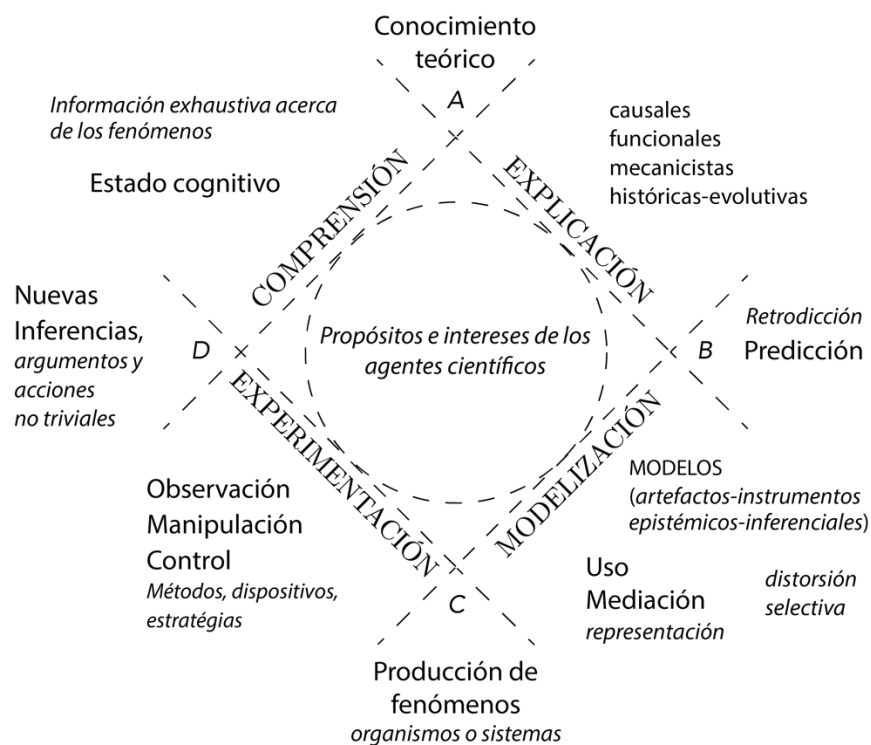 Conocimiento
teórico
A
Información exhaustiva acerca
de los fenómenos
Estado cognitivo
causales
funcionales
mecanicistas
históricas-evolutivas
COMPRENSIÓN
EXPLICACIÓN
Nuevas
Inferencias,
argumentos y
acciones
no triviales
D
Propósitos e intereses de los
agentes científicos
B
Retrodicción
Predicción
EXPERIMENTACIÓN
MODELIZACIÓN
Observación
Manipulación
Control
Métodos, dispositivos,
estratégias
MODELOS
(artefactos-instrumentos
epistémicos-inferenciales)
Uso
Mediación
representación
distorsión
selectiva
C
Producción de
fenómenos
organismos o sistemas